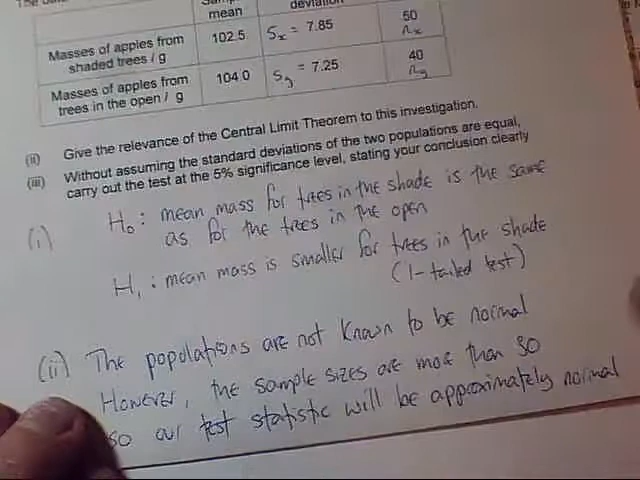 mean
deviation
Masses of apples from
shaded trees / g
102.5
Sx = 7.85
50
nx
Masses of apples from
trees in the open / g
104.0
Sy = 7.25
40
ny
(ii) Give the relevance of the Central Limit Theorem to this investigation.
(iii) Without assuming the standard deviations of the two populations are equal,
carry out the test at the 5% significance level, stating your conclusion clearly
(i) H₀: mean mass for trees in the shade is the same
as for the trees in the open
H₁: mean mass is smaller for trees in the shade
(1-tailed test)
(ii) The populations are not known to be normal
However, the sample sizes are more than 30
so our test statistic will be approximately normal